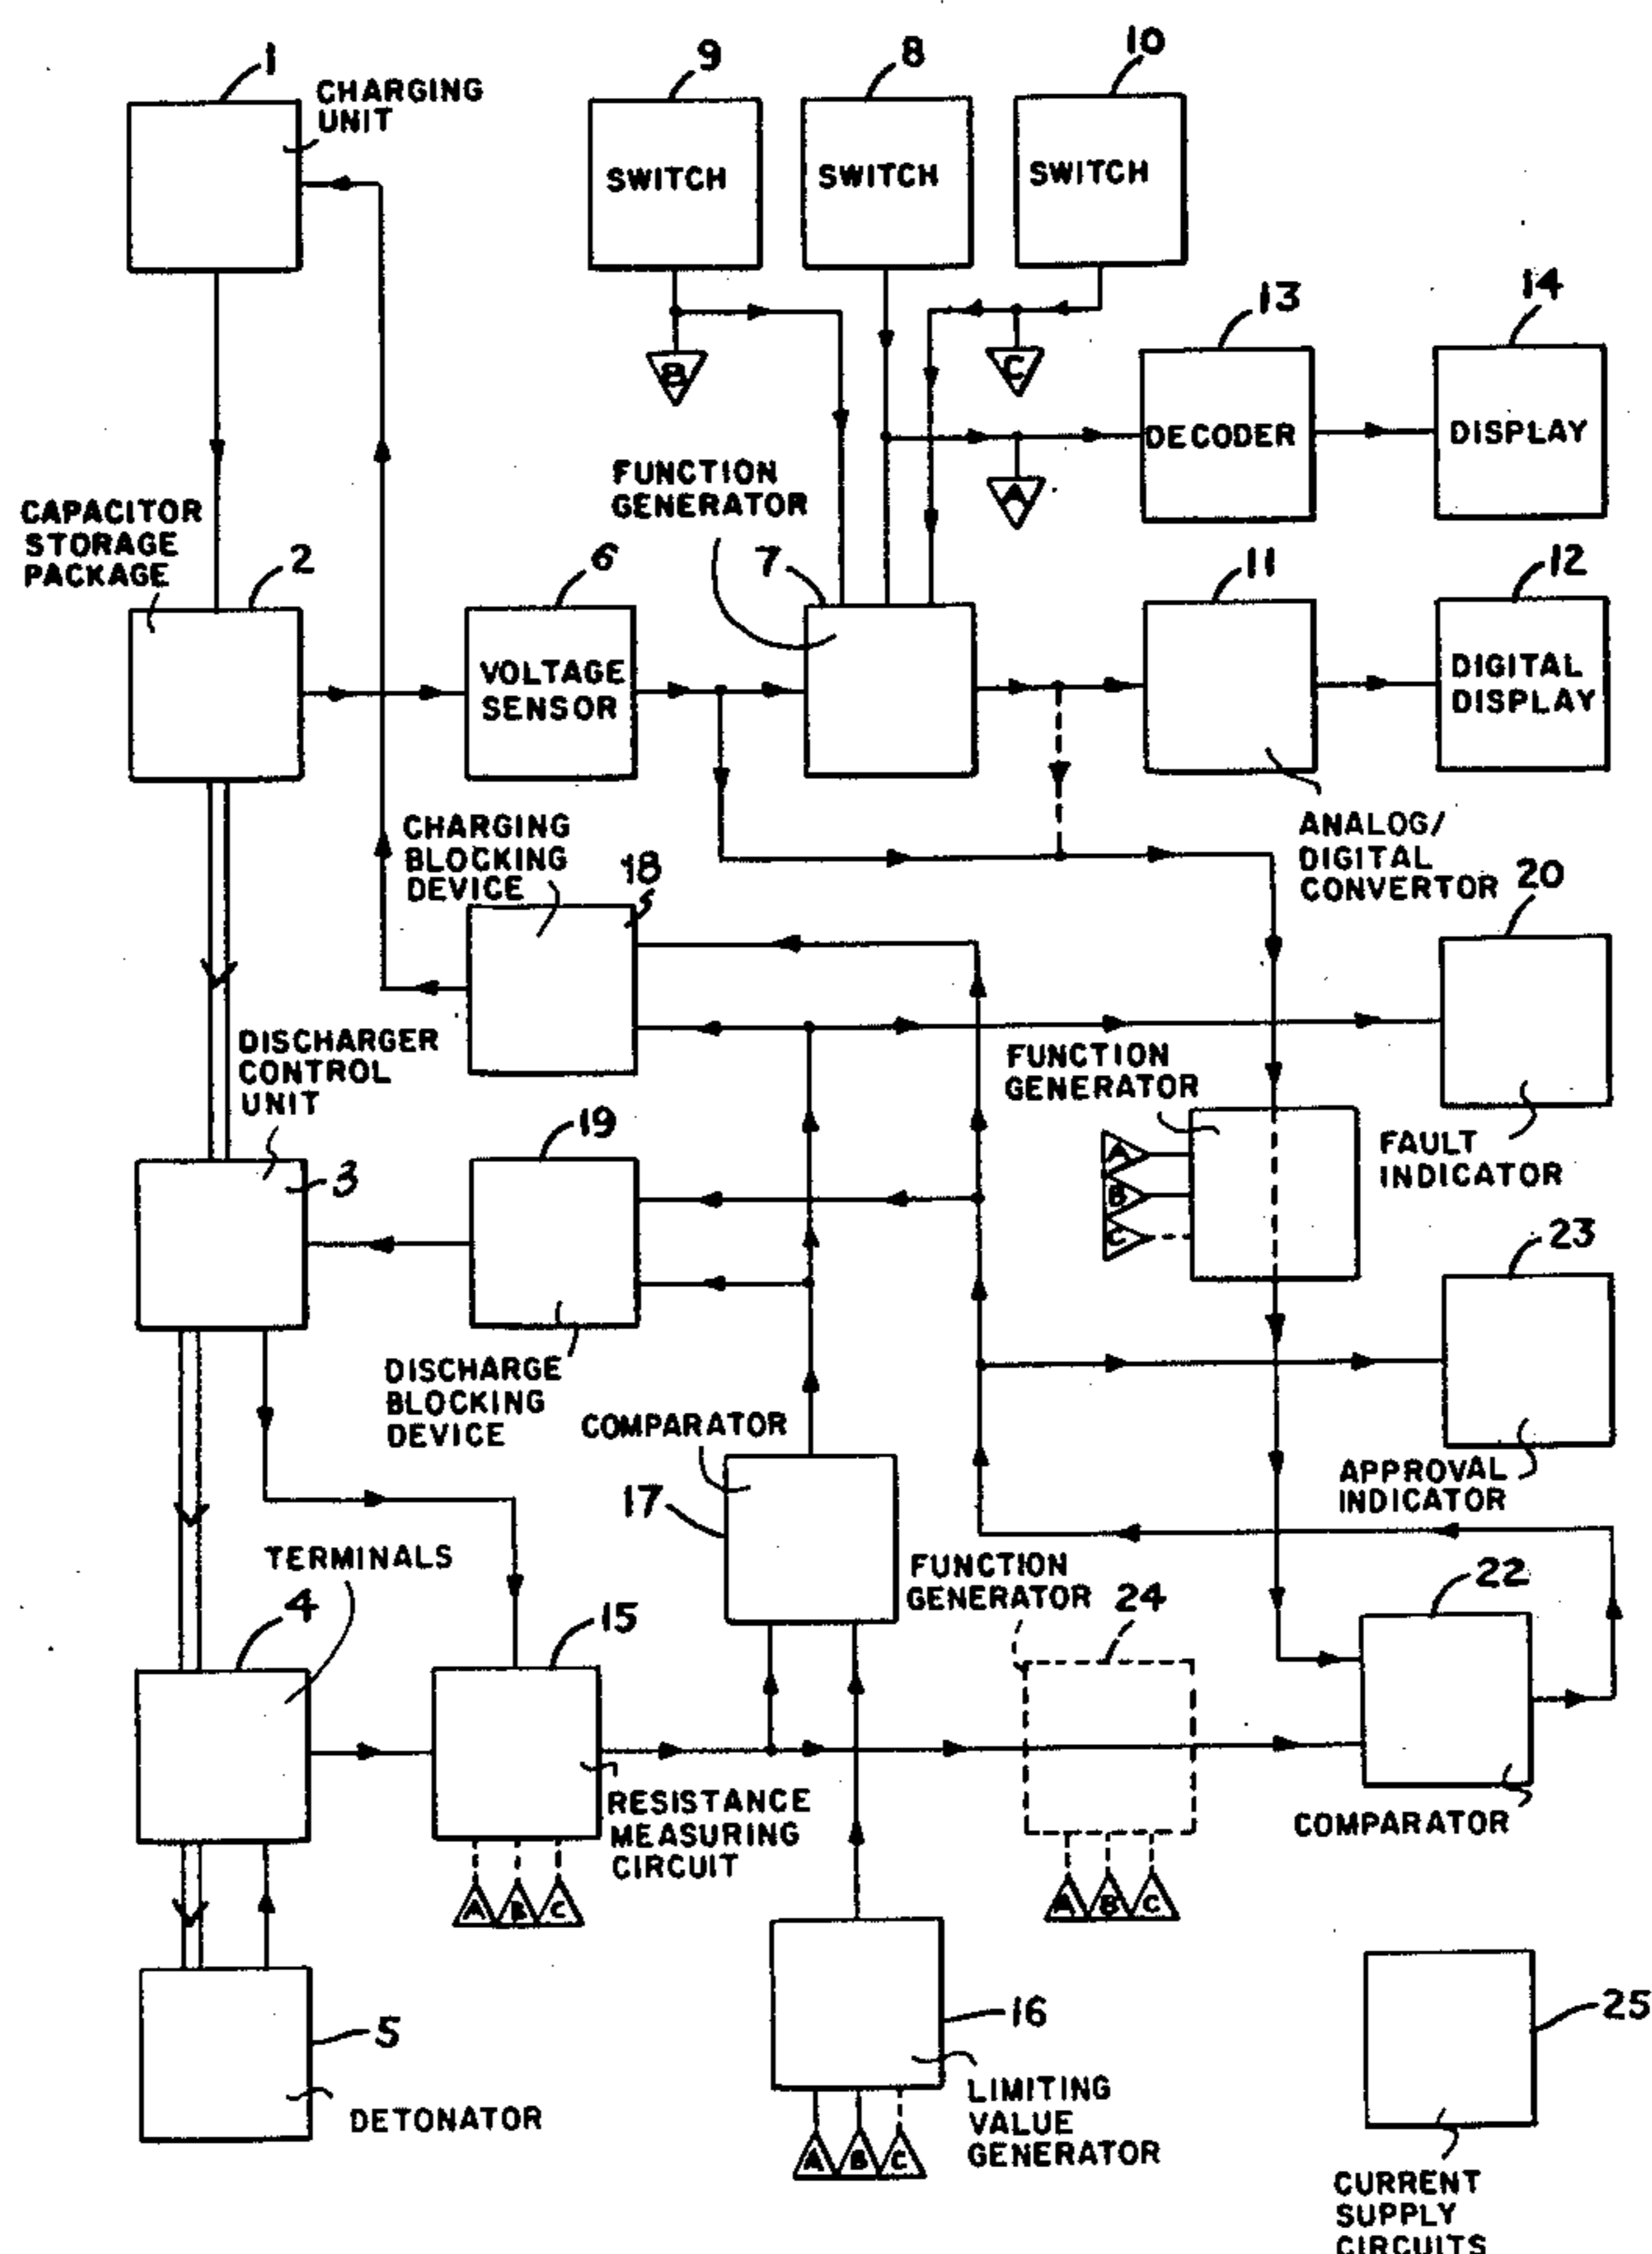 1
CHARGING
UNIT
9
SWITCH
8
SWITCH
10
SWITCH
B
C
A
13
DECODER
14
DISPLAY
CAPACITOR
STORAGE
PACKAGE
2
6
VOLTAGE
SENSOR
FUNCTION
GENERATOR
7
11
ANALOG/
DIGITAL
CONVERTOR
12
DIGITAL
DISPLAY
CHARGING
BLOCKING
DEVICE
18
20
FAULT
INDICATOR
DISCHARGER
CONTROL
UNIT
3
19
DISCHARGE
BLOCKING
DEVICE
FUNCTION
GENERATOR
A
B
C
23
APPROVAL
INDICATOR
COMPARATOR
17
TERMINALS
4
15
RESISTANCE
MEASURING
CIRCUIT
A B C
FUNCTION
GENERATOR
24
A B C
22
COMPARATOR
5
DETONATOR
16
LIMITING
VALUE
GENERATOR
A B C
25
CURRENT
SUPPLY
CIRCUITS